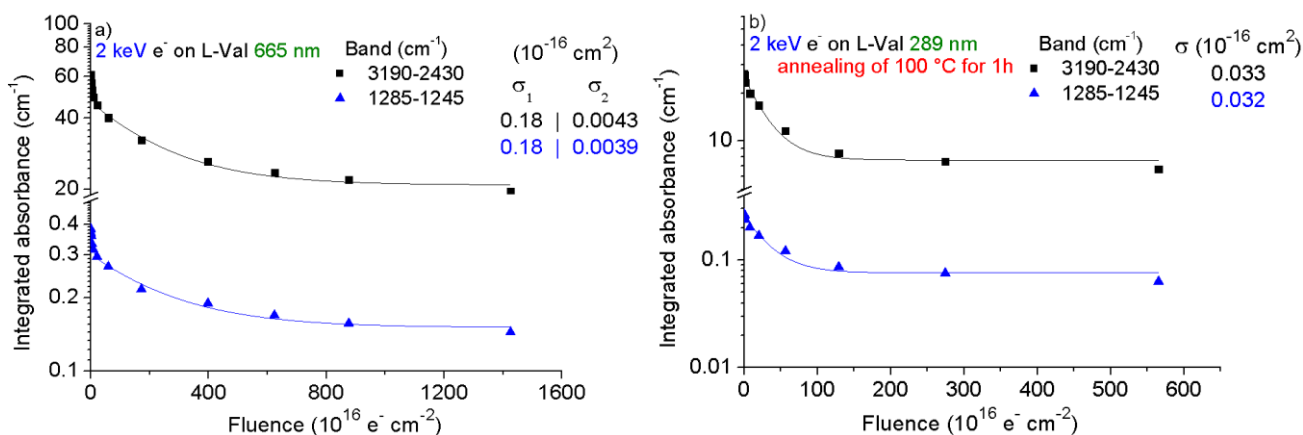 a)
2 keV e⁻ on L-Val 665 nm
Band (cm⁻¹)
(10⁻¹⁶ cm²)
3190-2430
1285-1245
σ₁ σ₂
0.18 | 0.0043
0.18 | 0.0039
Integrated absorbance (cm⁻¹)
100
80
60
40
20
0.4
0.3
0.2
0.1
0 400 800 1200 1600
Fluence (10¹⁶ e⁻ cm⁻²)
b)
2 keV e⁻ on L-Val 289 nm
annealing of 100 °C for 1h
Band (cm⁻¹) σ (10⁻¹⁶ cm²)
3190-2430 0.033
1285-1245 0.032
Integrated absorbance (cm⁻¹)
10
0.1
0.01
0 100 200 300 400 500 600
Fluence (10¹⁶ e⁻ cm⁻²)